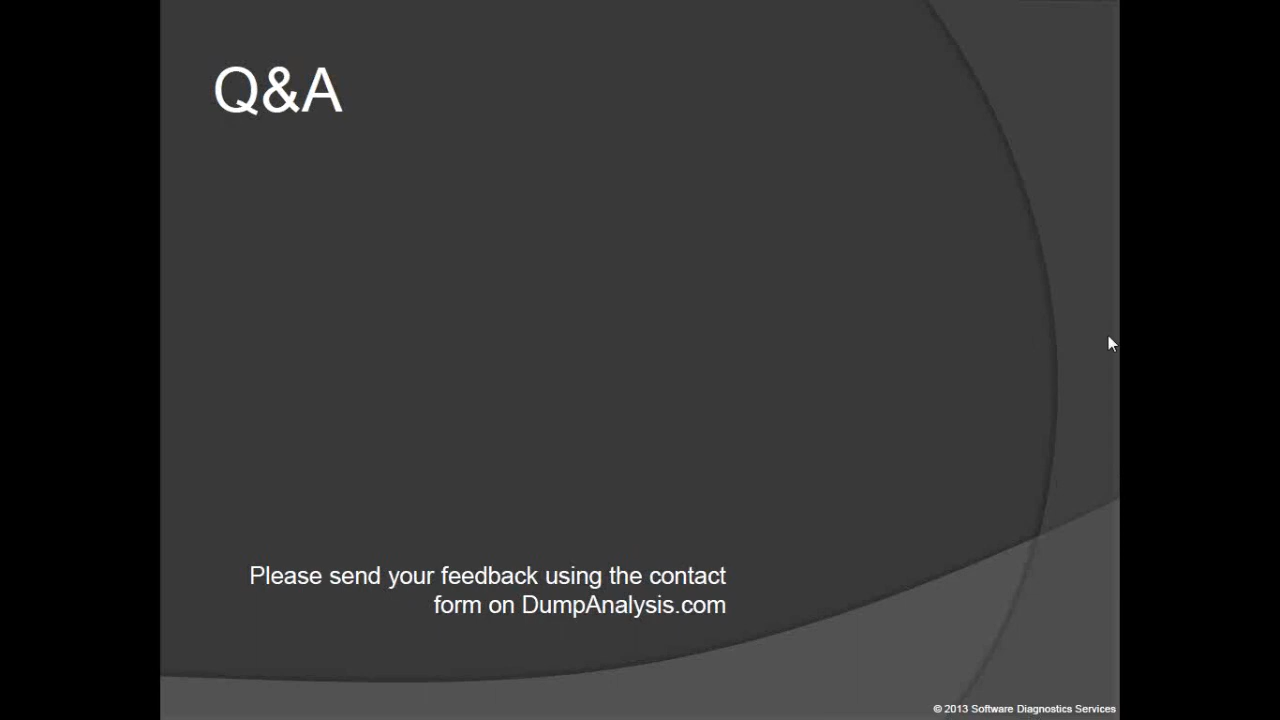 Q&A
Please send your feedback using the contact
form on DumpAnalysis.com
© 2013 Software Diagnostics Services